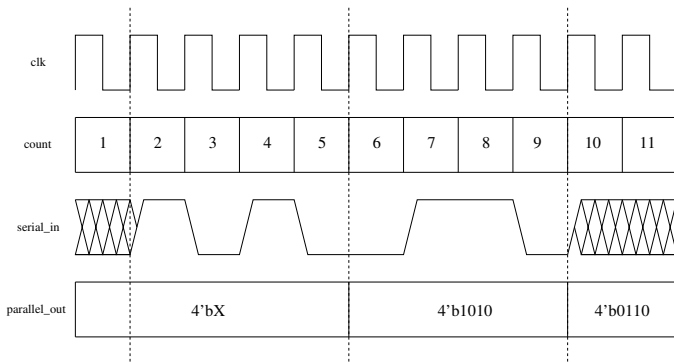 clk
count 1 2 3 4 5 6 7 8 9 10 11
serial_in
parallel_out 4’bX 4’b1010 4’b0110